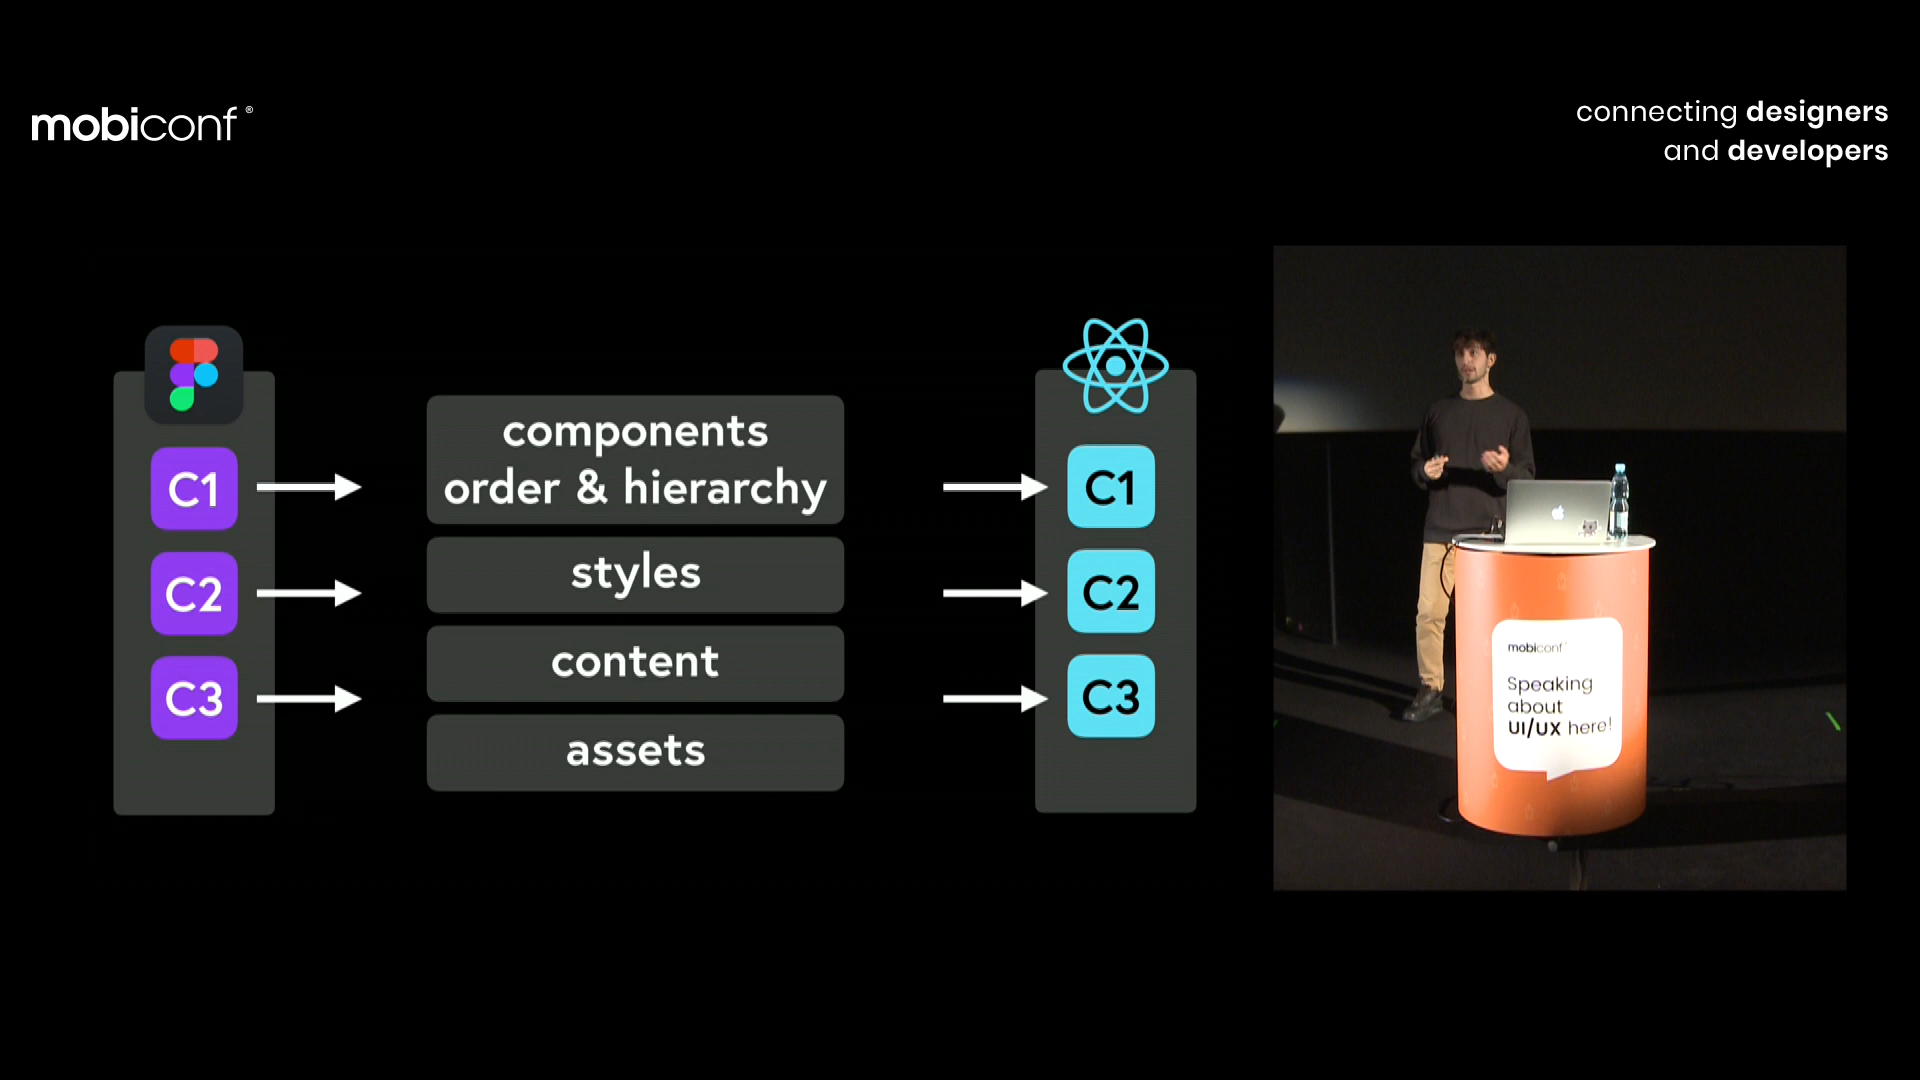 mobiconf®
connecting designers
and developers
C1
C2
C3
components
order & hierarchy
styles
content
assets
C1
C2
C3
mobiconf
Speaking
about
UI/UX here!